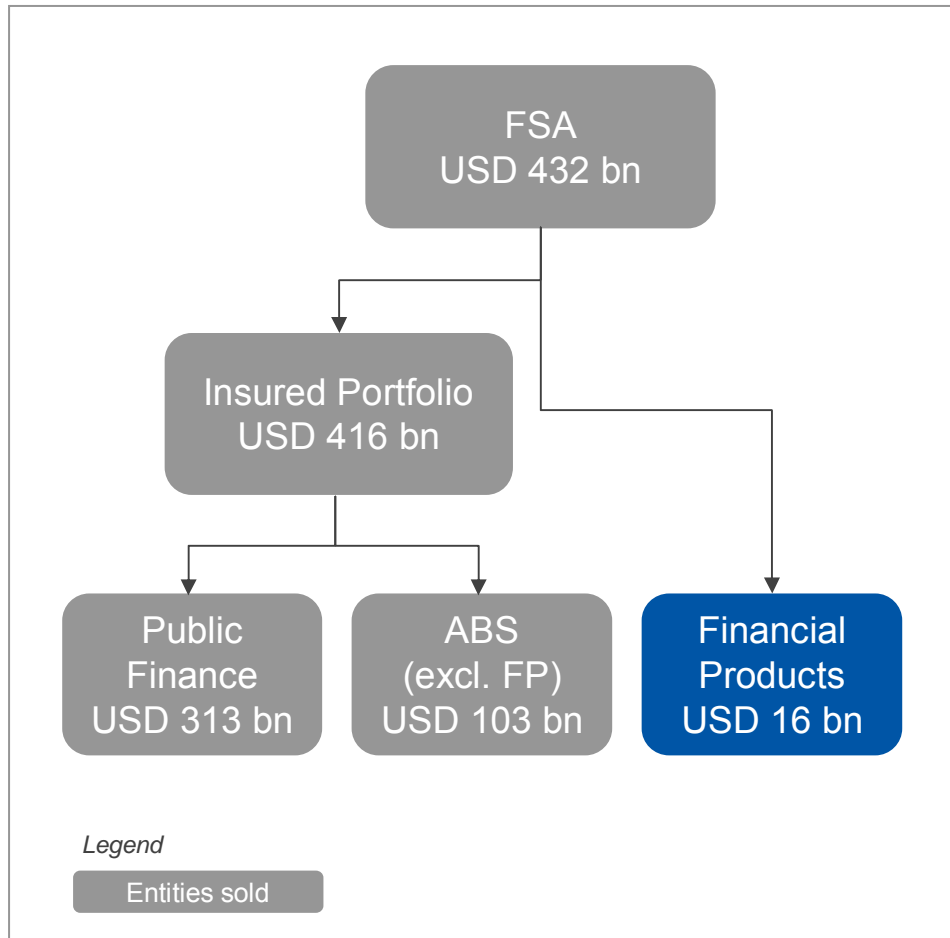 FSA
USD 432 bn
Insured Portfolio
USD 416 bn
Public
Finance
USD 313 bn
ABS
(excl. FP)
USD 103 bn
Financial
Products
USD 16 bn
Legend
Entities sold